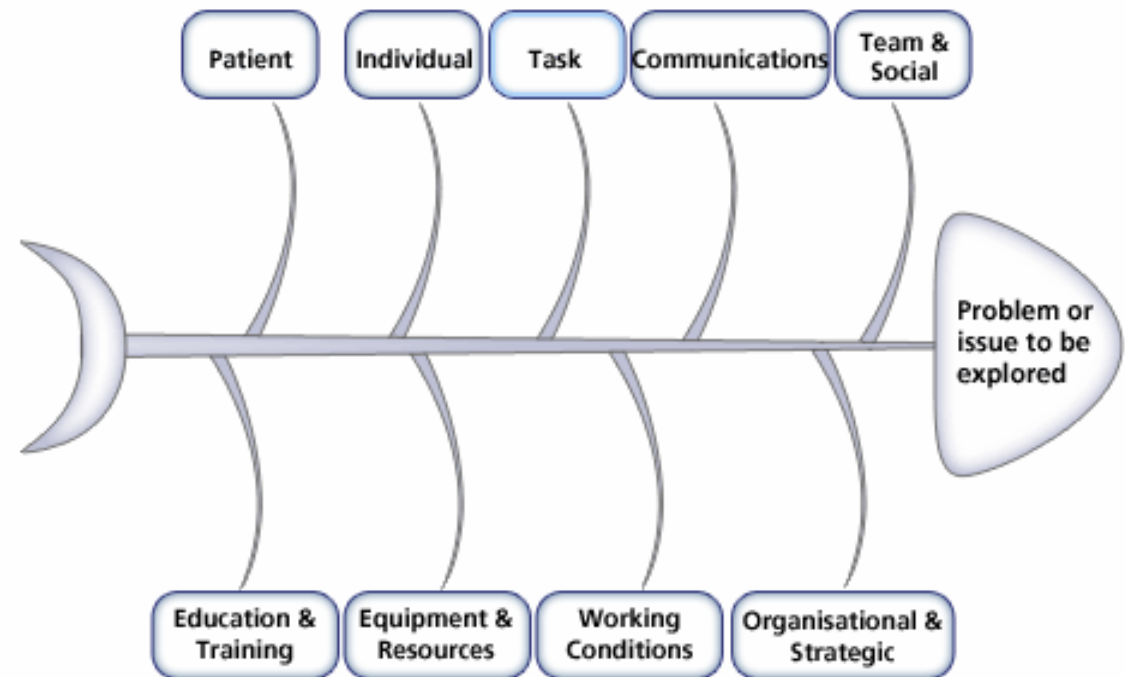 Patient
Individual
Task
Communications
Team &
Social
Problem or
issue to be
explored
Education &
Training
Equipment &
Resources
Working
Conditions
Organisational &
Strategic